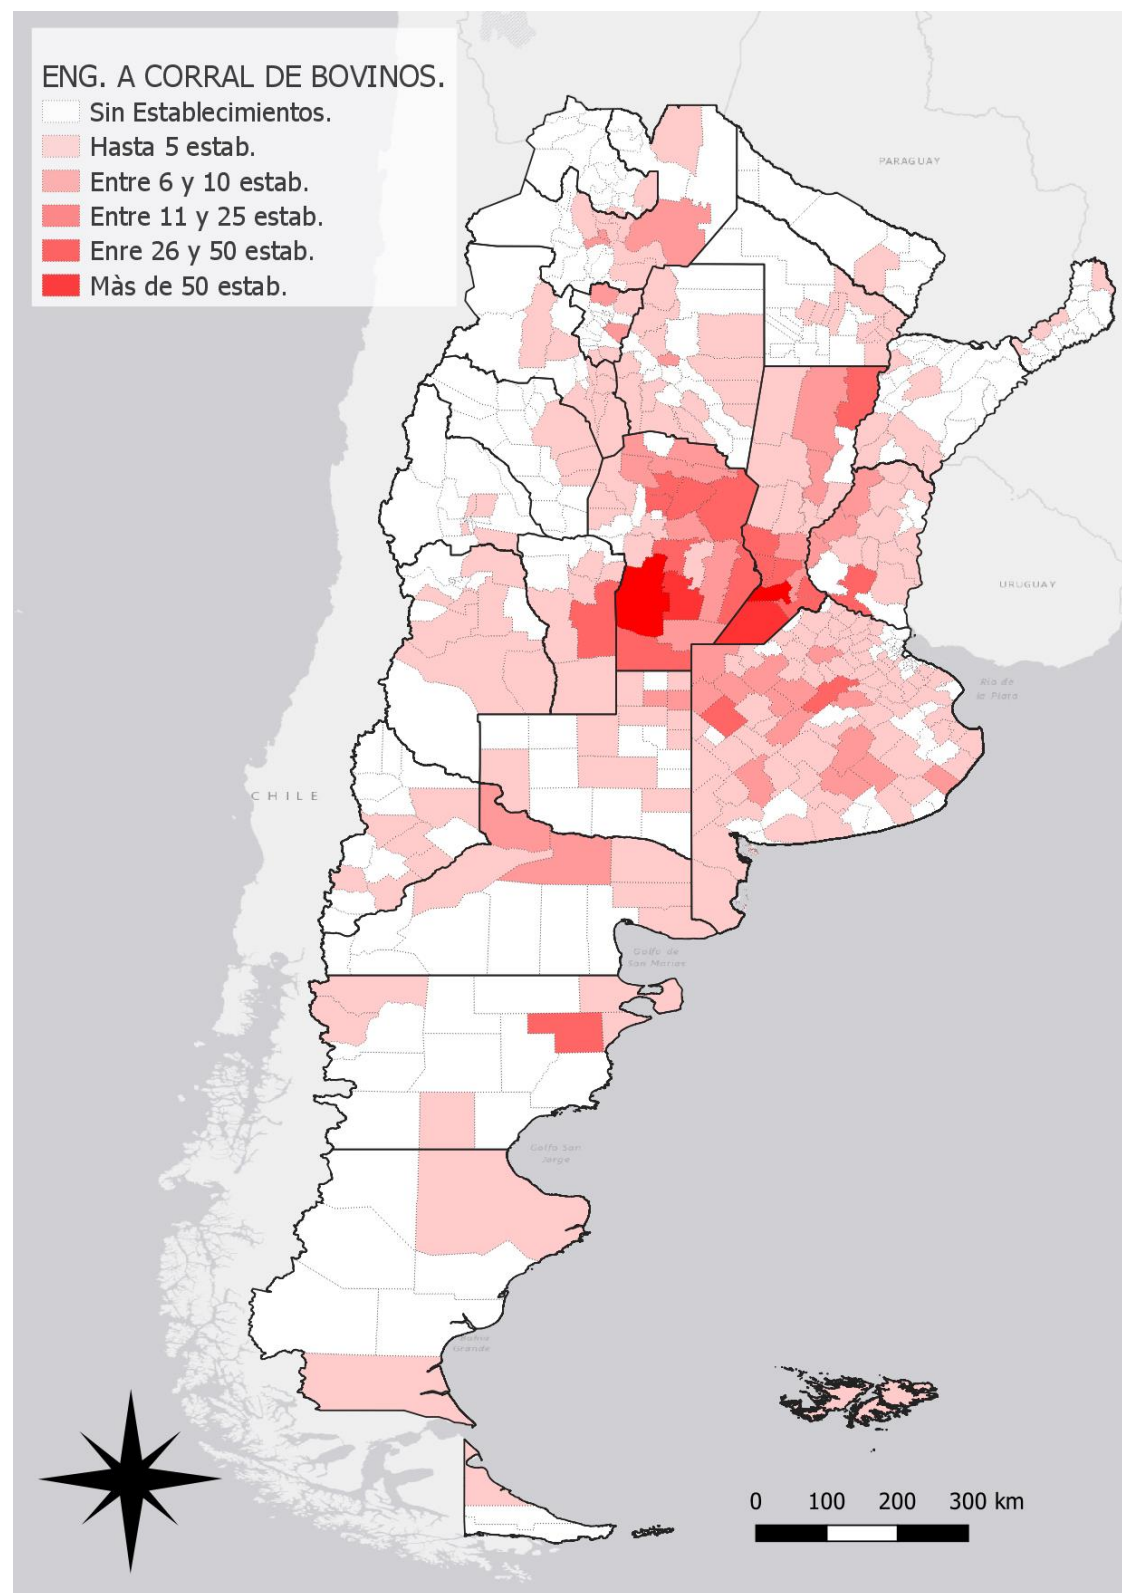 ENG. A CORRAL DE BOVINOS.
Sin Establecimientos.
Hasta 5 estab.
Entre 6 y 10 estab.
Entre 11 y 25 estab.
Enre 26 y 50 estab.
Màs de 50 estab.
PARAGUAY
URUGUAY
Río de
la Plata
CHILE
Golfo de
San Matías
Golfo San
Jorge
Bahía
Grande
0 100 200 300 km